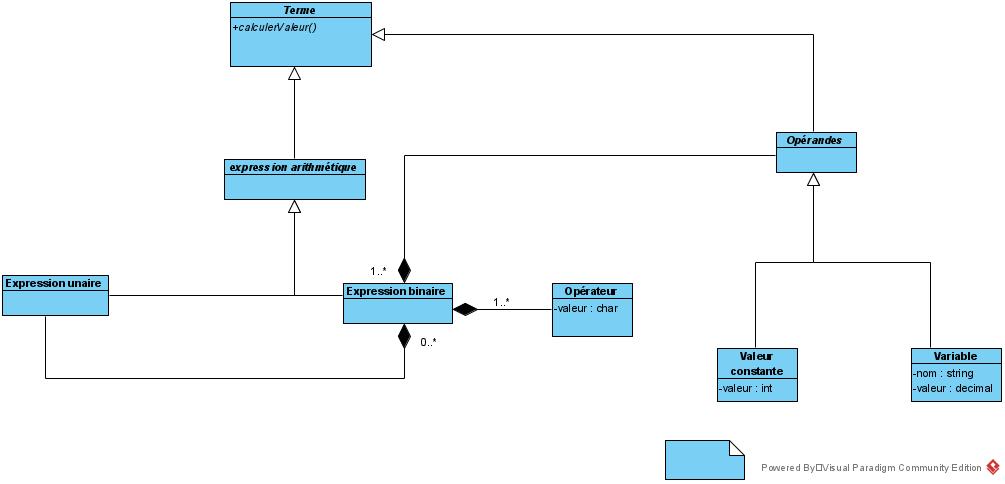 Terme
+calculerValeur()
Opérandes
expression arithmétique
1..*
Expression unaire
Expression binaire
1..*
Opérateur
-valeur : char
0..*
Valeur
constante
-valeur : int
Variable
-nom : string
-valeur : decimal
Powered By Visual Paradigm Community Edition